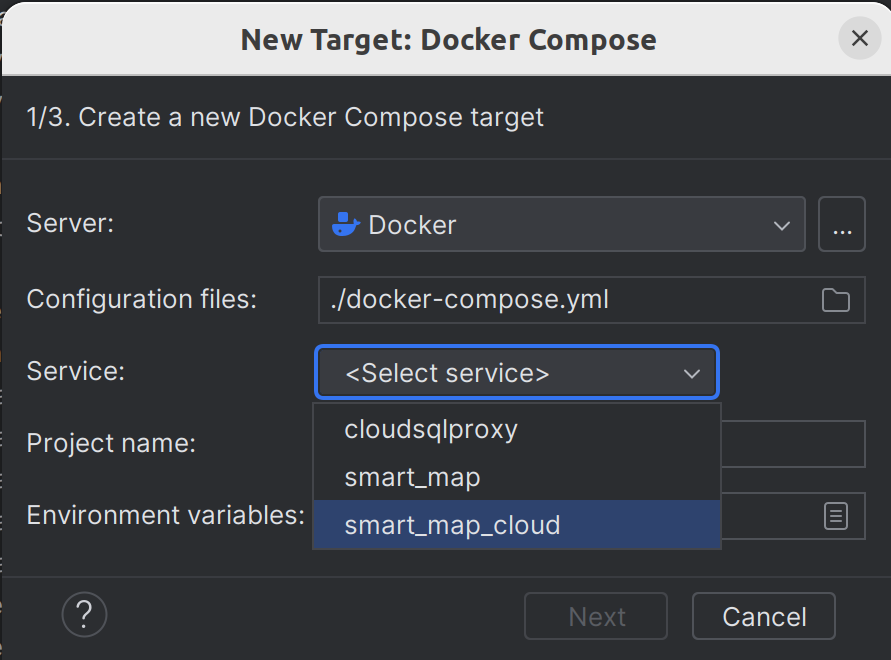 New Target: Docker Compose
1/3. Create a new Docker Compose target
Server:
Docker
...
Configuration files:
./docker-compose.yml
Service:
<Select service>
cloudsqlproxy
smart_map
smart_map_cloud
Project name:
Environment variables:
?
Next
Cancel